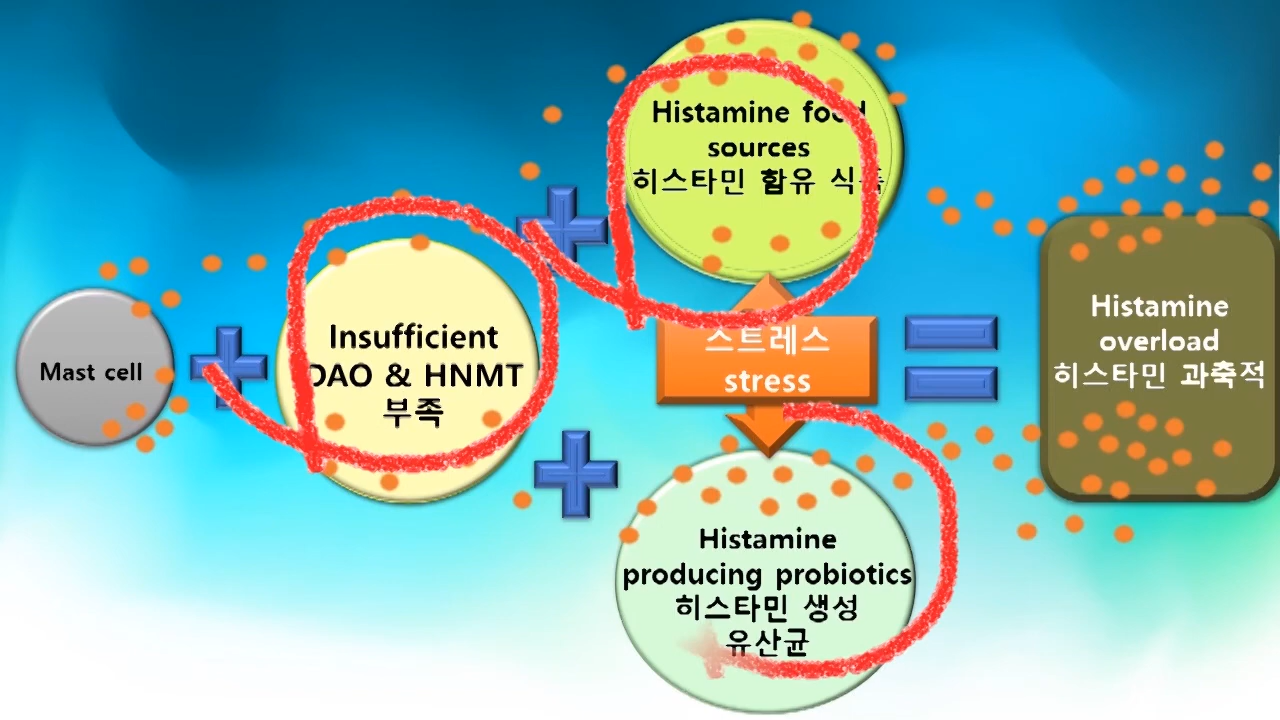 Mast cell
Insufficient
DAO & HNMT
부족
Histamine food
sources
히스타민 함유 식품
스트레스
stress
Histamine
producing probiotics
히스타민 생성
유산균
Histamine
overload
히스타민 과축적